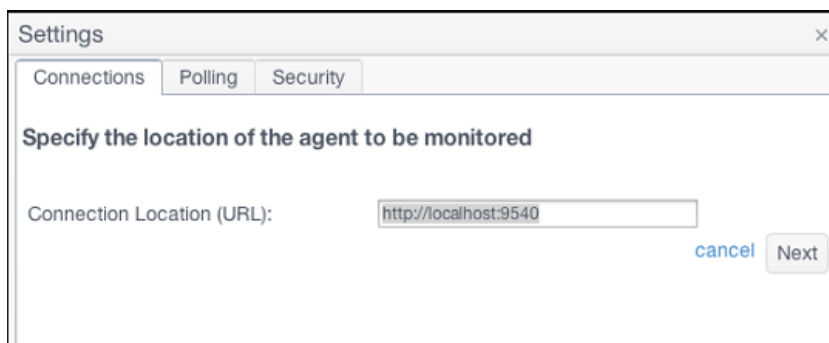 Settings ×
Connections Polling Security
Specify the location of the agent to be monitored
Connection Location (URL): http://localhost:9540
cancel Next